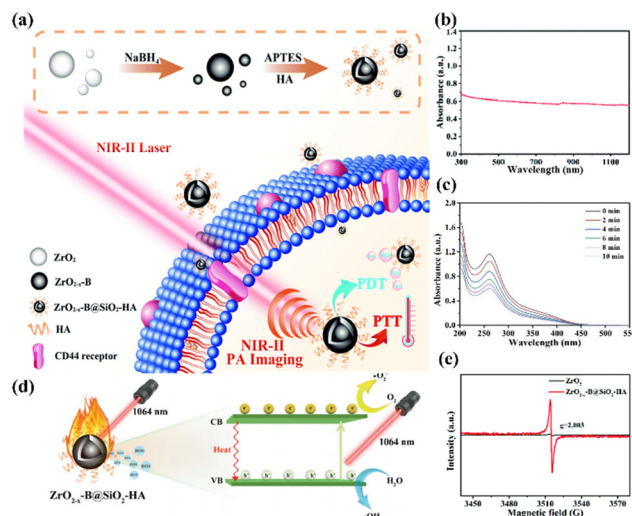 (a)
NaBH4
APTES
HA
NIR-II Laser
ZrO2
ZrO2-x-B
ZrO2-x-B@SiO2-HA
HA
CD44 receptor
PDT
PTT
NIR-II
PA Imaging
(b)
Absorbance (a.u.)
1.4
1.2
1.0
0.8
0.6
0.4
0.2
0.0
300 500 700 900 1100
Wavelength (nm)
(c)
Absorbance (a.u.)
2.0
1.5
1.0
0.5
0.0
0 min
2 min
4 min
6 min
8 min
10 min
200 250 300 350 400 450 500 55
Wavelength (nm)
(d)
1064 nm
ZrO2-x-B@SiO2-HA
CB
Heat
VB
·O2-
O2
1064 nm
H2O
·OH
(e)
Intensity (a.u.)
ZrO2
ZrO2-x-B@SiO2-HA
g=2.003
3450 3480 3510 3540 3570
Magnetic field (G)